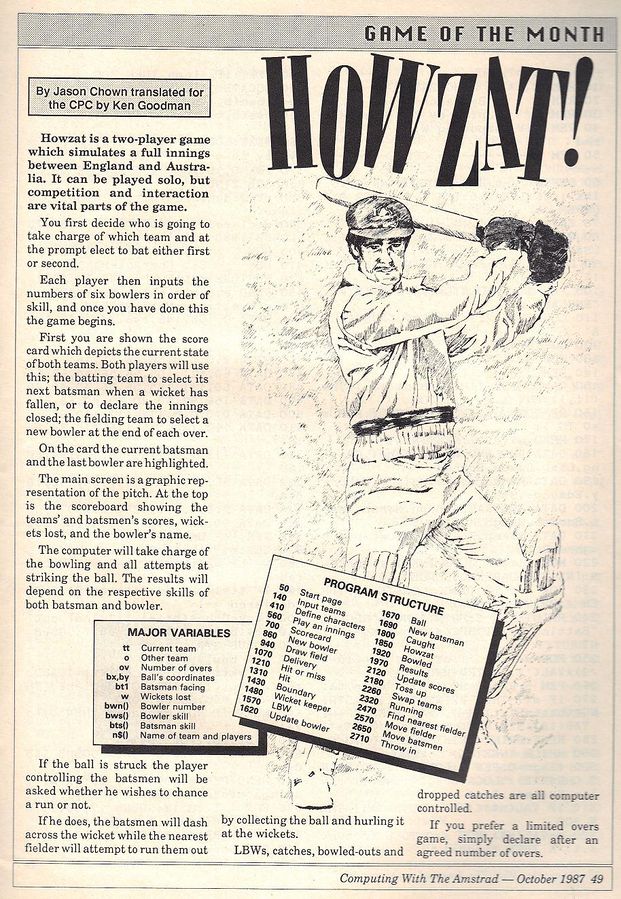 GAME OF THE MONTH
HOWZAT!
By Jason Chown translated for
the CPC by Ken Goodman
Howzat is a two-player game
which simulates a full innings
between England and Austra-
lia. It can be played solo, but
competition and interaction
are vital parts of the game.
You first decide who is going to
take charge of which team and at
the prompt elect to bat either first
or second.
Each player then inputs the
numbers of six bowlers in order of
skill, and once you have done this
the game begins.
First you are shown the score
card which depicts the current state
of both teams. Both players will use
this; the batting team to select its
next batsman when a wicket has
fallen, or to declare the innings
closed; the fielding team to select a
new bowler at the end of each over.
On the card the current batsman
and the last bowler are highlighted.
The main screen is a graphic rep-
resentation of the pitch. At the top
is the scoreboard showing the
teams' and batsmen's scores, wick-
ets lost, and the bowler's name.
The computer will take charge of
the bowling and all attempts at
striking the ball. The results will
depend on the respective skills of
both batsman and bowler.
MAJOR VARIABLES
tt Current team
o Other team
ov Number of overs
bx,by Ball's coordinates
bt1 Batsman facing
w Wickets lost
bwn() Bowler number
bws() Bowler skill
bts() Batsman skill
n$() Name of team and players
PROGRAM STRUCTURE
50 Start page
140 Input teams
410 Define characters
560 Play an innings
700 Scorecard
860 New bowler
940 Draw field
1070 Delivery
1210 Hit or miss
1310 Hit
1430 Boundary
1480 Wicket keeper
1570 LBW
1620 Update bowler
1670 Ball
1690 New batsman
1800 Caught
1850 Howzat
1920 Bowled
1970 Results
2120 Update scores
2180 Toss up
2260 Swap teams
2320 Running
2470 Find nearest fielder
2570 Move fielder
2650 Move batsmen
2710 Throw in
If the ball is struck the player
controlling the batsmen will be
asked whether he wishes to chance
a run or not.
If he does, the batsmen will dash
across the wicket while the nearest
fielder will attempt to run them out
by collecting the ball and hurling it
at the wickets.
LBWs, catches, bowled-outs and
dropped catches are all computer
controlled.
If you prefer a limited overs
game, simply declare after an
agreed number of overs.
Computing With The Amstrad — October 1987 49